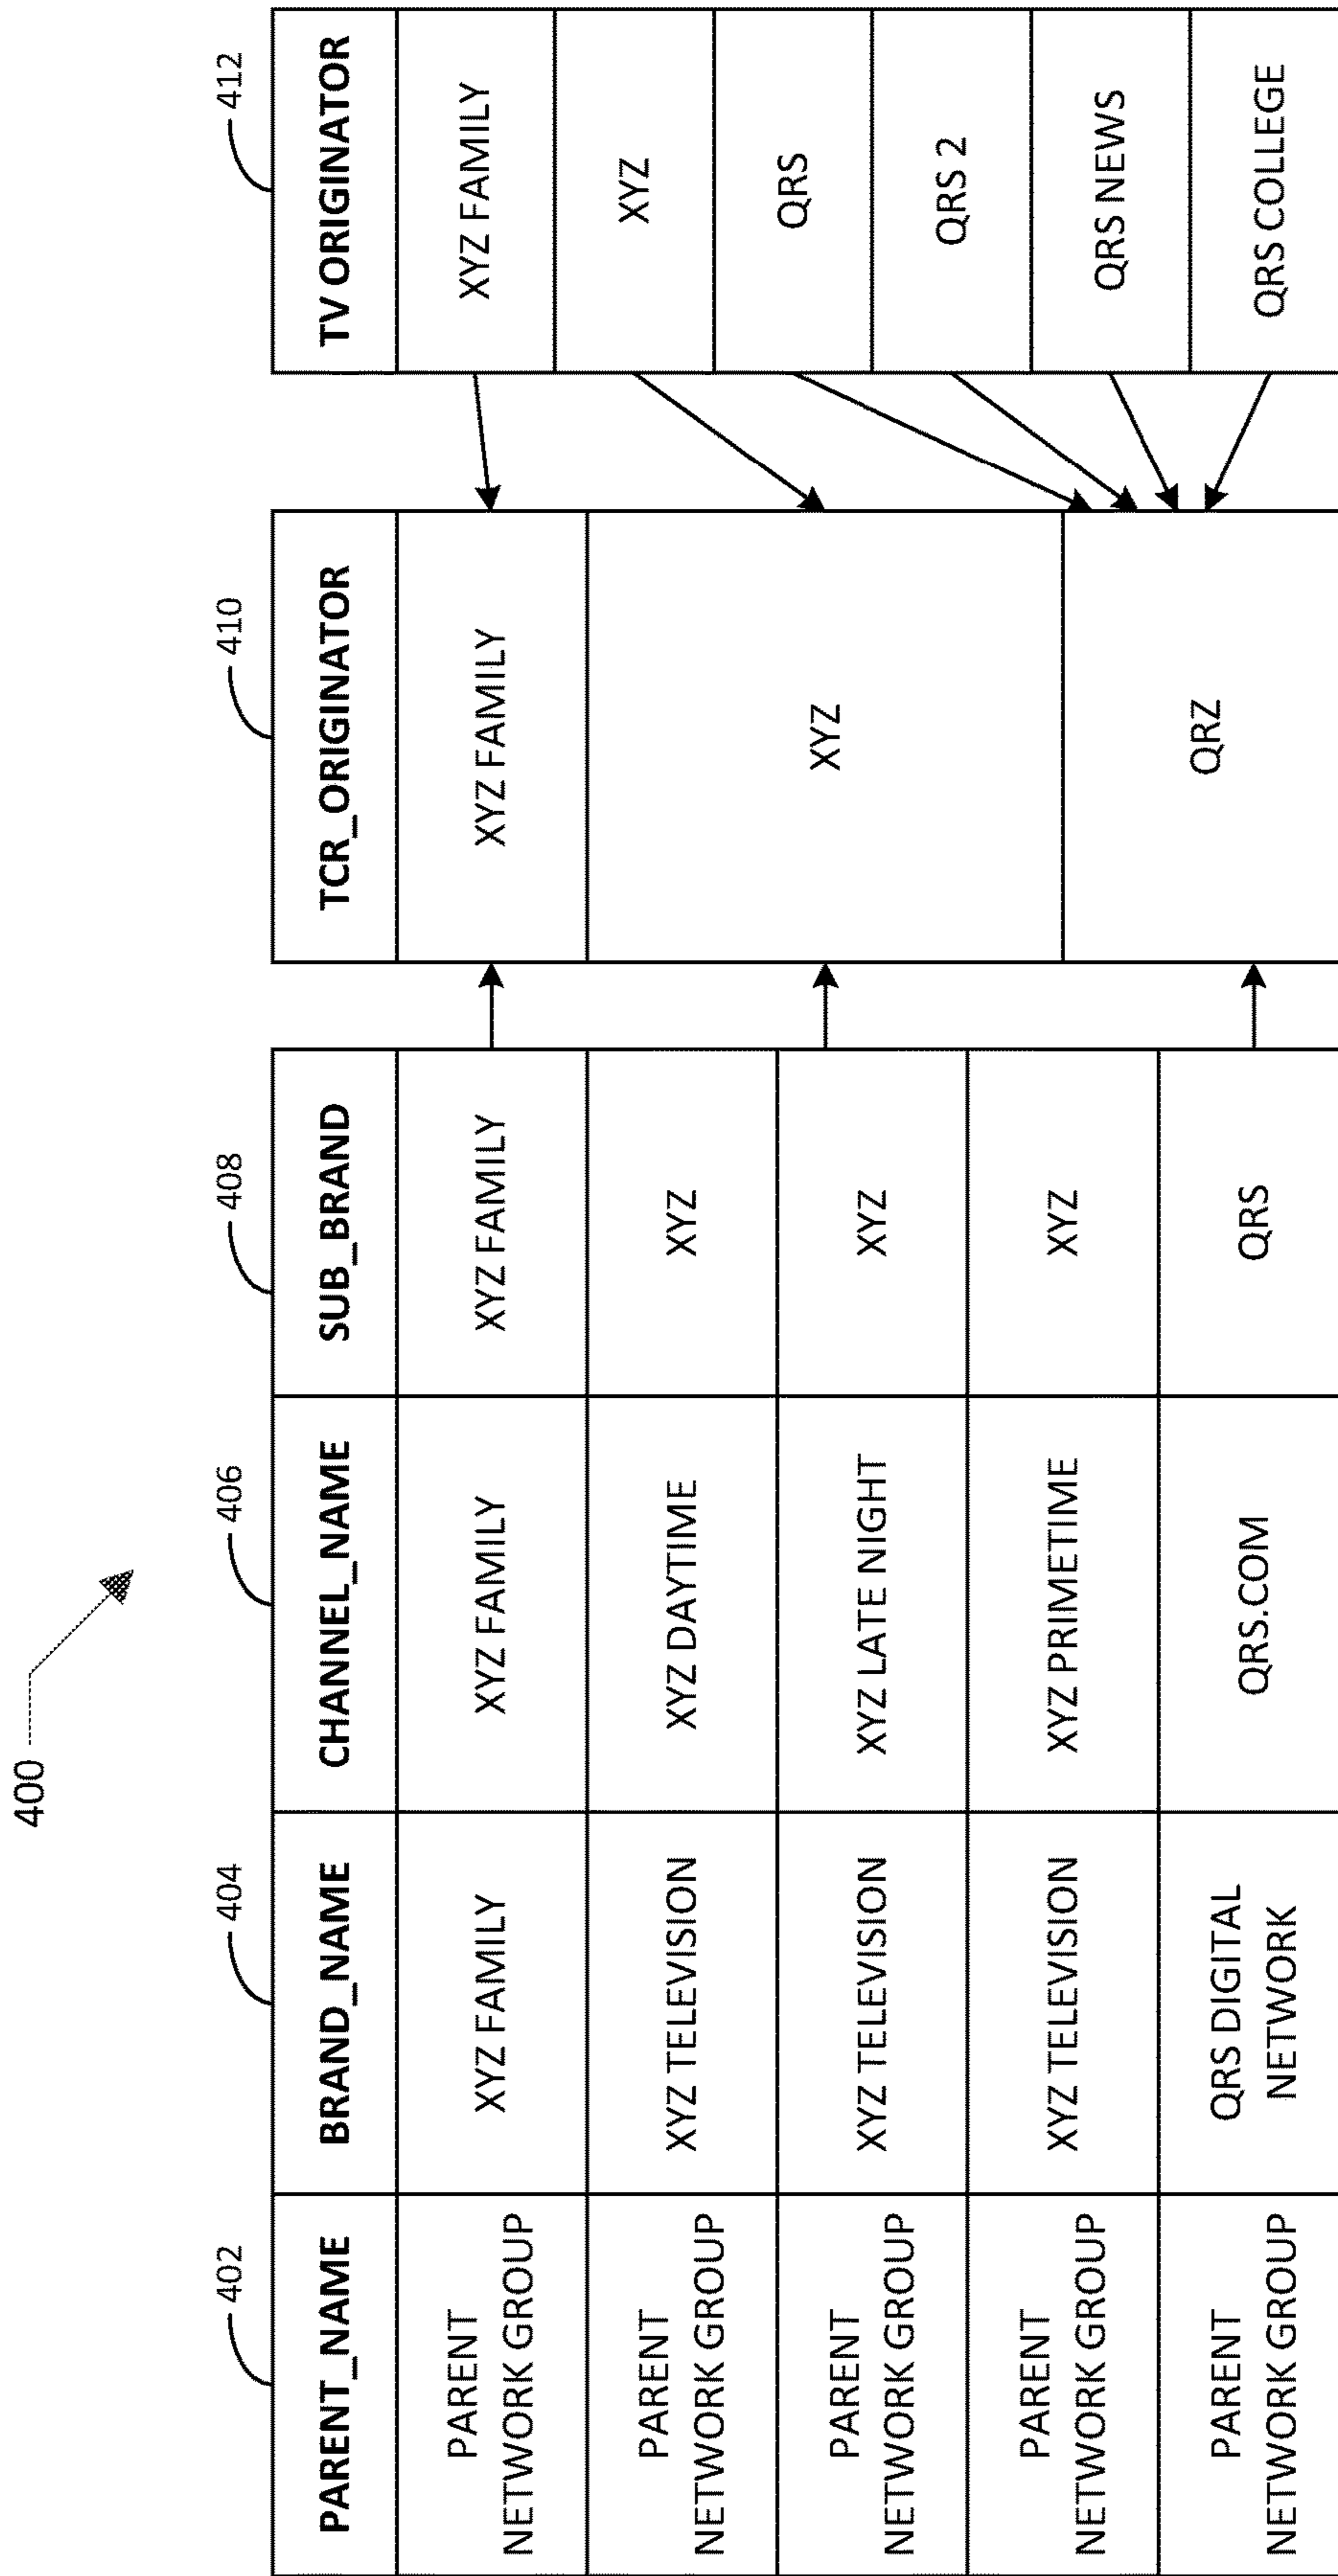 400
402
404
406
408
410
412
PARENT_NAME
BRAND_NAME
CHANNEL_NAME
SUB_BRAND
TCR_ORIGINATOR
TV ORIGINATOR
PARENT
NETWORK GROUP
XYZ FAMILY
XYZ FAMILY
XYZ FAMILY
XYZ FAMILY
XYZ FAMILY
PARENT
NETWORK GROUP
XYZ TELEVISION
XYZ DAYTIME
XYZ
XYZ
XYZ
PARENT
NETWORK GROUP
XYZ TELEVISION
XYZ LATE NIGHT
XYZ
QRS
PARENT
NETWORK GROUP
XYZ TELEVISION
XYZ PRIMETIME
XYZ
QRS 2
QRS NEWS
PARENT
NETWORK GROUP
QRS DIGITAL
NETWORK
QRS.COM
QRS
QRZ
QRS COLLEGE